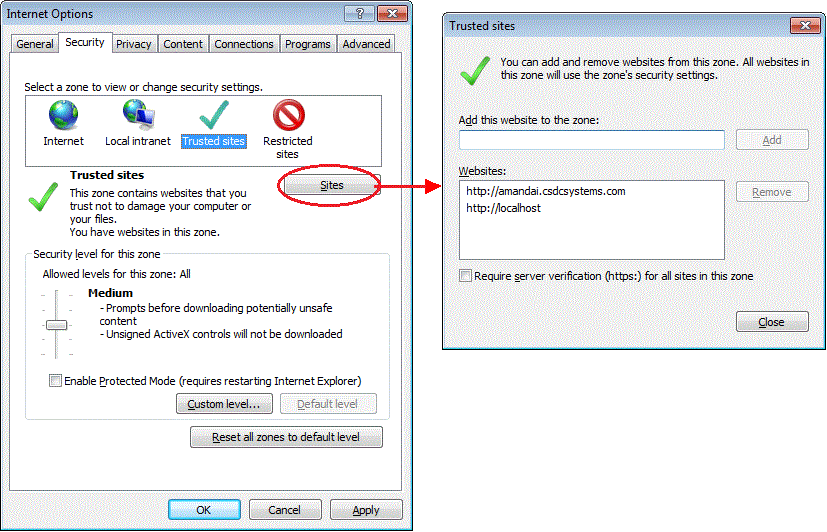 Internet Options
?
General Security Privacy Content Connections Programs Advanced
Select a zone to view or change security settings.
Internet Local intranet Trusted sites Restricted
sites
Trusted sites
This zone contains websites that you
trust not to damage your computer or
your files.
You have websites in this zone.
Sites
Security level for this zone
Allowed levels for this zone: All
Medium
- Prompts before downloading potentially unsafe
content
- Unsigned ActiveX controls will not be downloaded
Enable Protected Mode (requires restarting Internet Explorer)
Custom level... Default level
Reset all zones to default level
OK Cancel Apply
Trusted sites
You can add and remove websites from this zone. All websites in
this zone will use the zone's security settings.
Add this website to the zone:
Add
Websites:
http://amandai.csdcsystems.com
http://localhost
Remove
Require server verification (https:) for all sites in this zone
Close